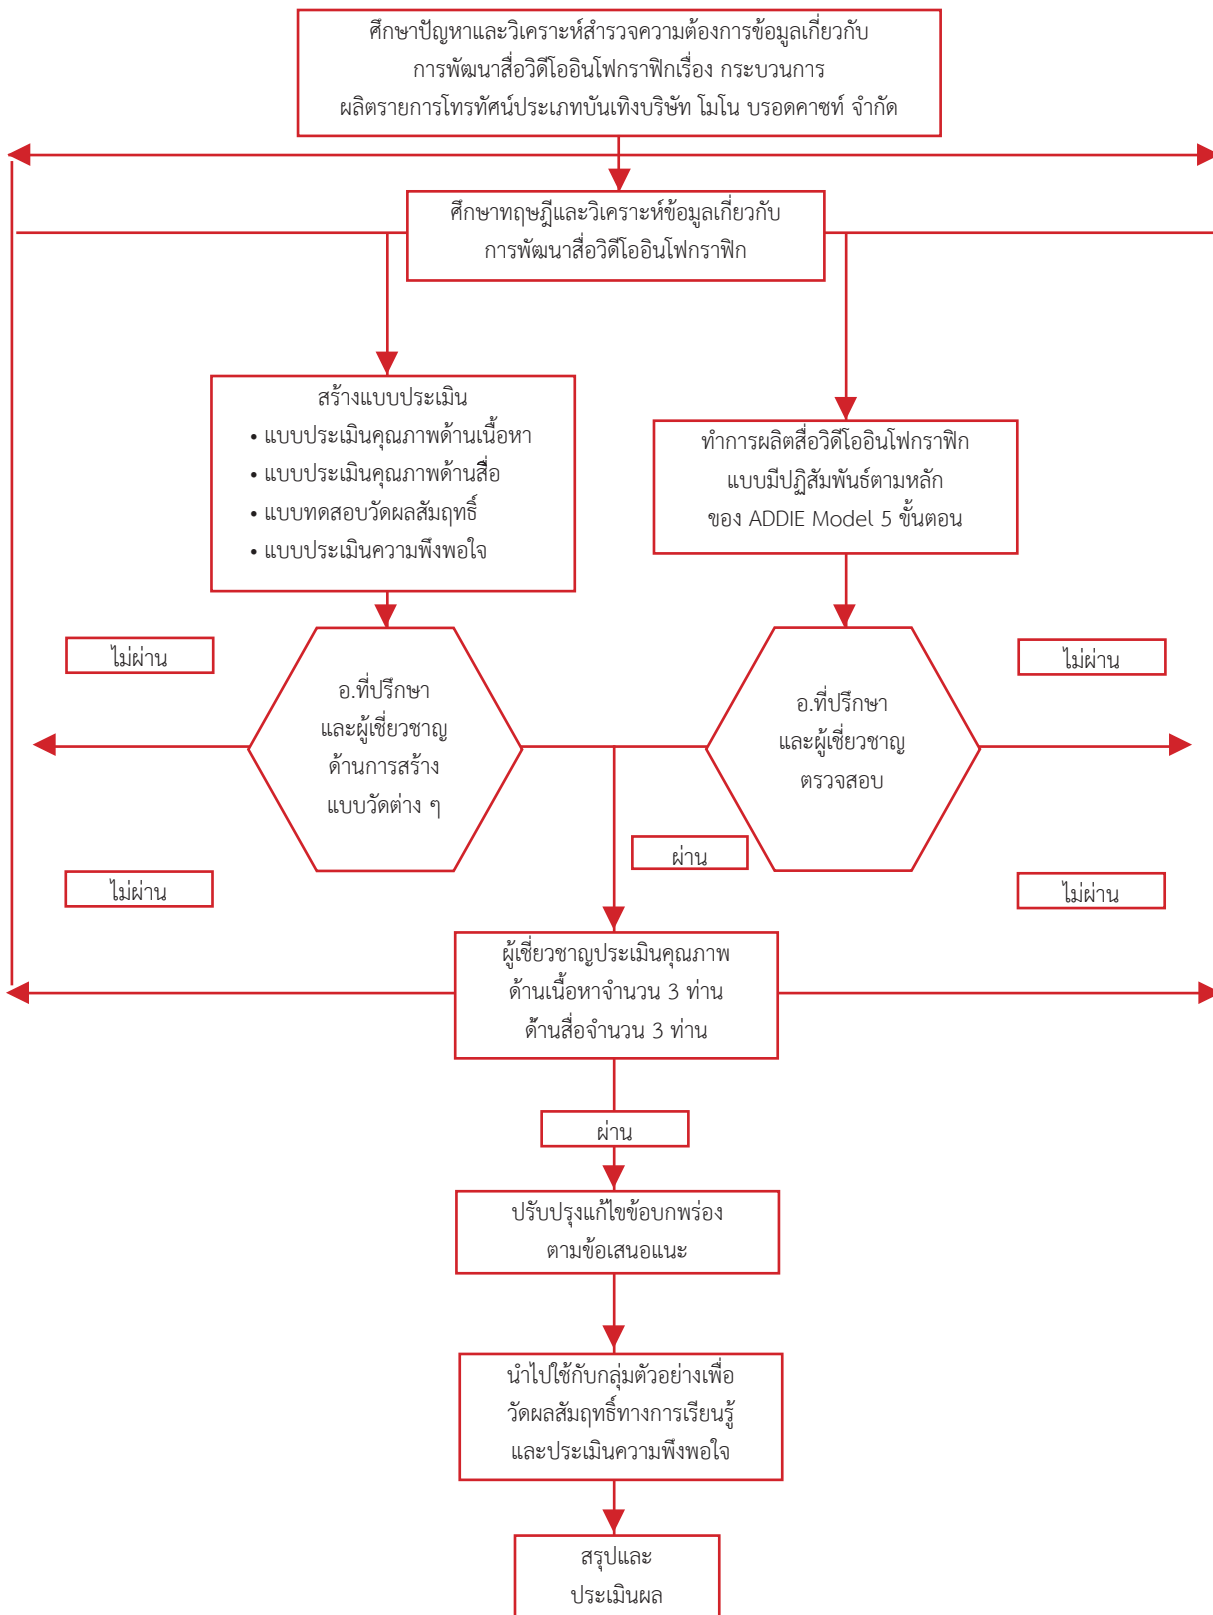 ศึกษาปัญหาและวิเคราะห์สำรวจความต้องการข้อมูลเกี่ยวกับ
การพัฒนาสื่อวิดีโออินโฟกราฟิกเรื่อง กระบวนการ
ผลิตรายการโทรทัศน์ประเภทบันเทิงบริษัท โมโน บรอดคาซท์ จำกัด
ศึกษาทฤษฎีและวิเคราะห์ข้อมูลเกี่ยวกับ
การพัฒนาสื่อวิดีโออินโฟกราฟิก
สร้างแบบประเมิน
• แบบประเมินคุณภาพด้านเนื้อหา
• แบบประเมินคุณภาพด้านสื่อ
• แบบทดสอบวัดผลสัมฤทธิ์
• แบบประเมินความพึงพอใจ
ทำการผลิตสื่อวิดีโออินโฟกราฟิก
แบบมีปฏิสัมพันธ์ตามหลัก
ของ ADDIE Model 5 ขั้นตอน
ไม่ผ่าน
อ.ที่ปรึกษา
และผู้เชี่ยวชาญ
ด้านการสร้าง
แบบวัดต่าง ๆ
อ.ที่ปรึกษา
และผู้เชี่ยวชาญ
ตรวจสอบ
ไม่ผ่าน
ผ่าน
ไม่ผ่าน
ไม่ผ่าน
ผู้เชี่ยวชาญประเมินคุณภาพ
ด้านเนื้อหาจำนวน 3 ท่าน
ด้านสื่อจำนวน 3 ท่าน
ผ่าน
ปรับปรุงแก้ไขข้อบกพร่อง
ตามข้อเสนอแนะ
นำไปใช้กับกลุ่มตัวอย่างเพื่อ
วัดผลสัมฤทธิ์ทางการเรียนรู้
และประเมินความพึงพอใจ
สรุปและ
ประเมินผล